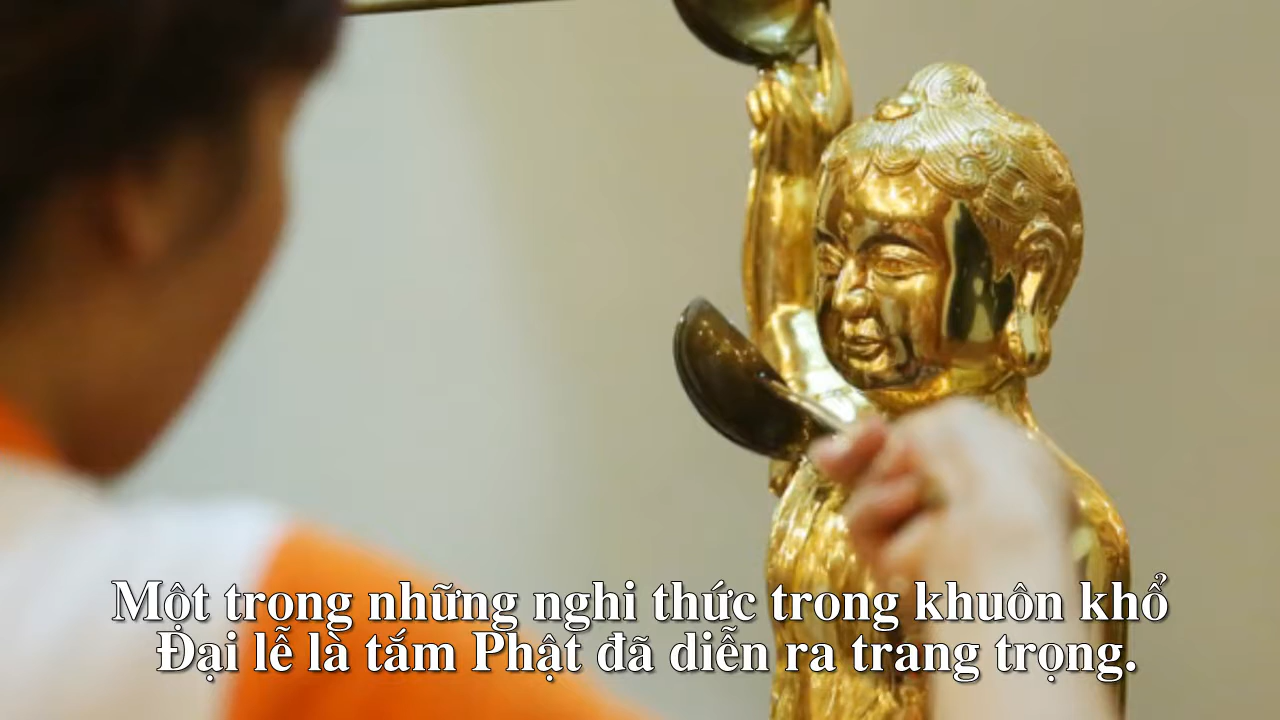 Một trong những nghi thức trong khuôn khổ
Đại lễ là tắm Phật đã diễn ra trang trọng.